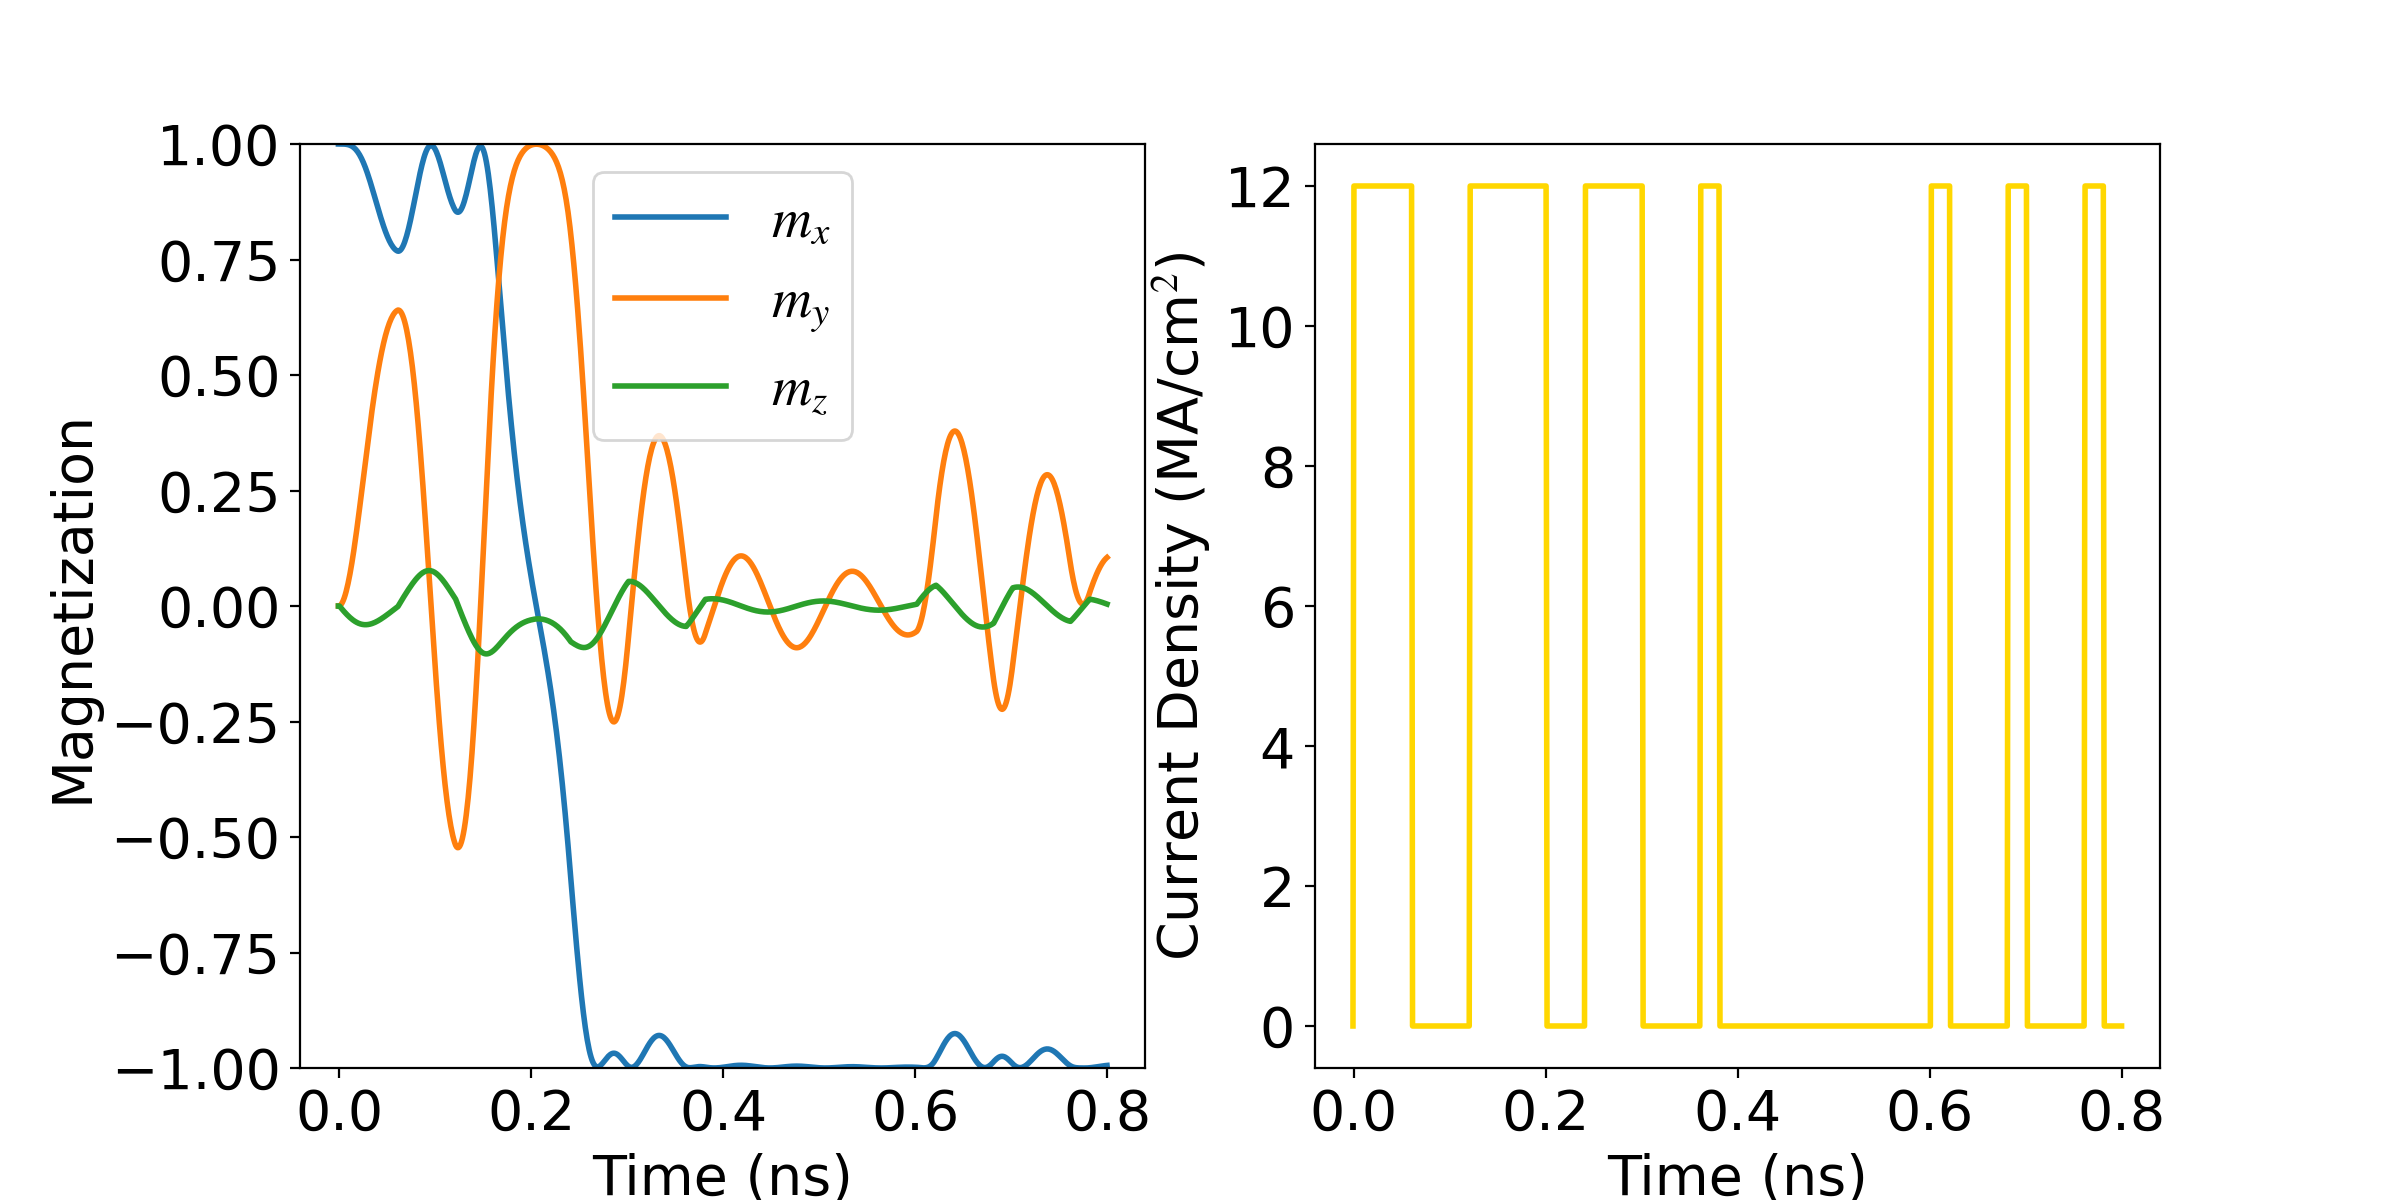 Magnetization
1.00
0.75
0.50
0.25
0.00
−0.25
−0.50
−0.75
−1.00
0.0 0.2 0.4 0.6 0.8
Time (ns)
m_x
m_y
m_z
Current Density (MA/cm²)
12
10
8
6
4
2
0
0.0 0.2 0.4 0.6 0.8
Time (ns)